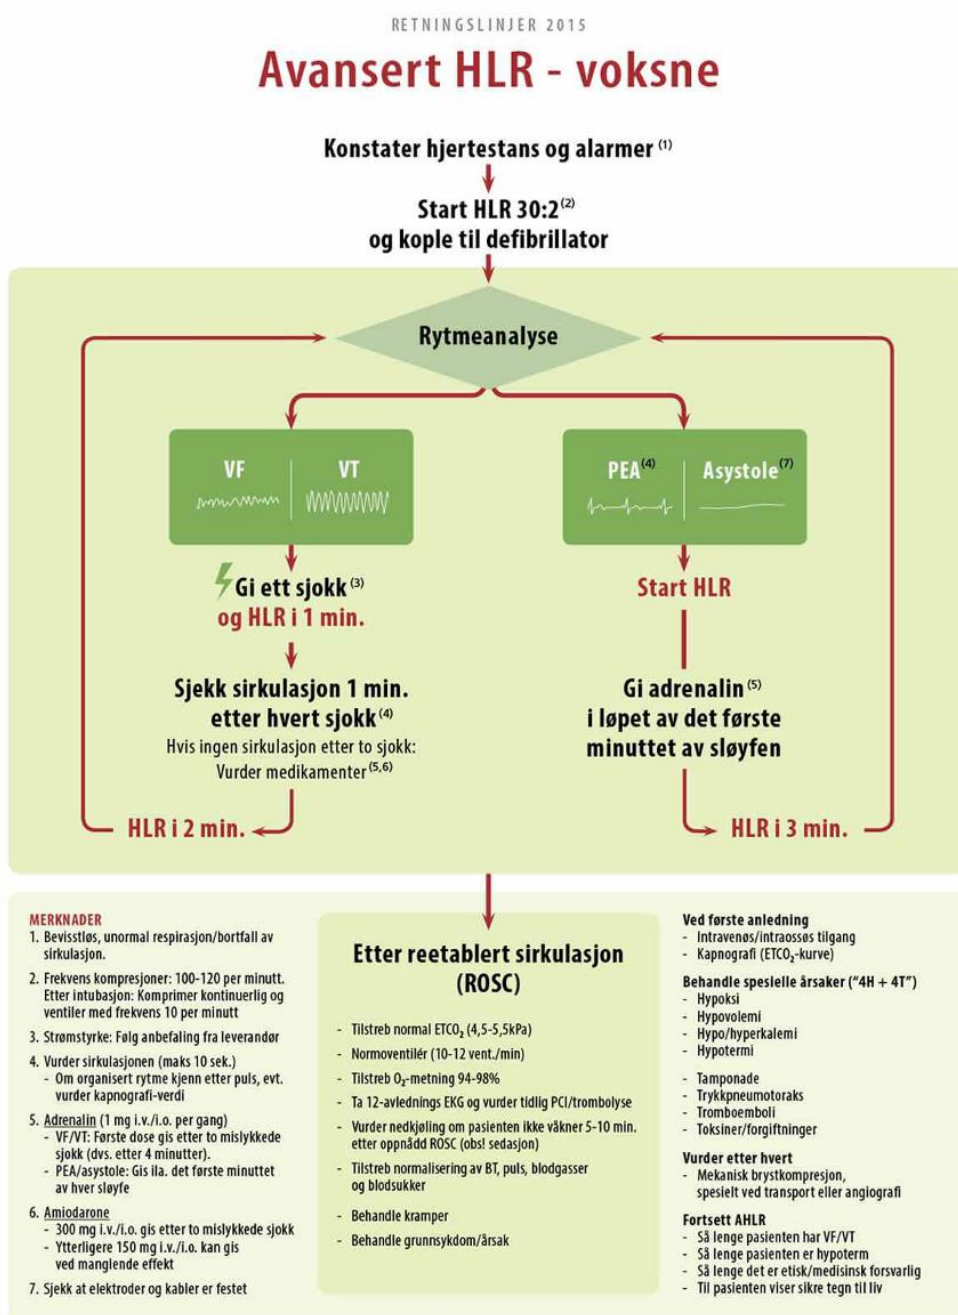 RETNINGSLINJER 2015
Avansert HLR - voksne
Konstater hjertestans og alarmer (1)
Start HLR 30:2 (2)
og kople til defibrillator
Rytmeanalyse
VF
VT
Gi ett sjokk (3)
og HLR i 1 min.
Sjekk sirkulasjon 1 min.
etter hvert sjokk (4)
Hvis ingen sirkulasjon etter to sjokk:
Vurder medikamenter (5,6)
HLR i 2 min.
PEA (4)
Asystole (7)
Start HLR
Gi adrenalin (5)
i løpet av det første
minuttet av sløyfen
HLR i 3 min.
MERKNADER
1. Bevisstløs, unormal respirasjon/bortfall av
sirkulasjon.
2. Frekvens kompresjoner: 100-120 per minutt.
Etter intubasjon: Komprimer kontinuerlig og
ventiler med frekvens 10 per minutt
3. Strømstyrke: Følg anbefaling fra leverandør
4. Vurder sirkulasjonen (maks 10 sek.)
- Om organisert rytme kjenn etter puls, evt.
vurder kapnografi-verdi
5. Adrenalin (1 mg i.v./i.o. per gang)
- VF/VT: Første dose gis etter to mislykkede
sjokk (dvs. etter 4 minutter).
- PEA/asystole: Gis ila. det første minuttet
av hver sløyfe
6. Amiodarone
- 300 mg i.v./i.o. gis etter to mislykkede sjokk
- Ytterligere 150 mg i.v./i.o. kan gis
ved manglende effekt
7. Sjekk at elektroder og kabler er festet
Etter reetablert sirkulasjon
(ROSC)
- Tilstreb normal ETCO₂ (4,5-5,5kPa)
- Normoventilér (10-12 vent./min)
- Tilstreb O₂-metning 94-98%
- Ta 12-avlednings EKG og vurder tidlig PCI/trombolyse
- Vurder nedkjøling om pasienten ikke våkner 5-10 min.
etter oppnådd ROSC (obs! sedasjon)
- Tilstreb normalisering av BT, puls, blodgasser
og blodsukker
- Behandle kramper
- Behandle grunnsykdom/årsak
Ved første anledning
- Intravenøs/intraossøs tilgang
- Kapnografi (ETCO₂-kurve)
Behandle spesielle årsaker ("4H + 4T")
- Hypoksi
- Hypovolemi
- Hypo/hyperkalemi
- Hypotermi
- Tamponade
- Trykkpneumotoraks
- Tromboemboli
- Toksiner/forgiftninger
Vurder etter hvert
- Mekanisk brystkompresjon,
spesielt ved transport eller angiografi
Fortsett AHLR
- Så lenge pasienten har VF/VT
- Så lenge pasienten er hypoterm
- Så lenge det er etisk/medisinsk forsvarlig
- Til pasienten viser sikre tegn til liv